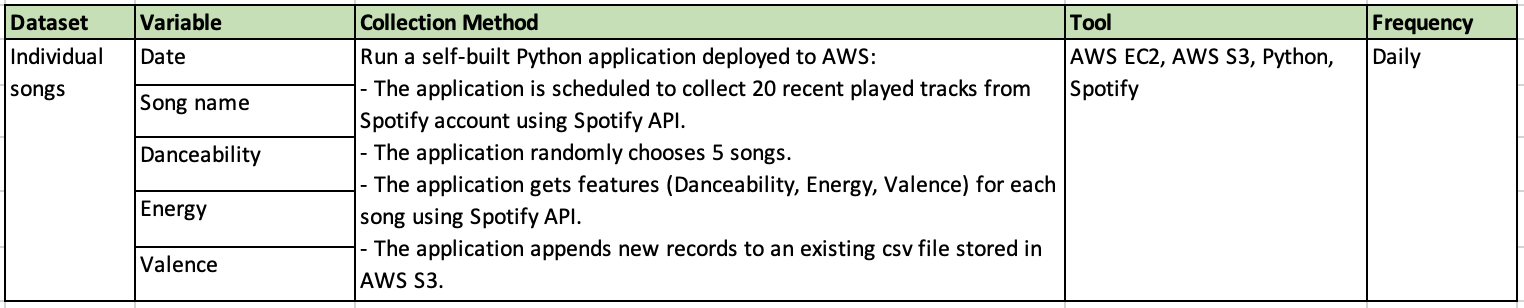 Dataset
Variable
Collection Method
Tool
Frequency
Individual
songs
Date
Song name
Danceability
Energy
Valence
Run a self-built Python application deployed to AWS:
- The application is scheduled to collect 20 recent played tracks from
Spotify account using Spotify API.
- The application randomly chooses 5 songs.
- The application gets features (Danceability, Energy, Valence) for each
song using Spotify API.
- The application appends new records to an existing csv file stored in
AWS S3.
AWS EC2, AWS S3, Python,
Spotify
Daily